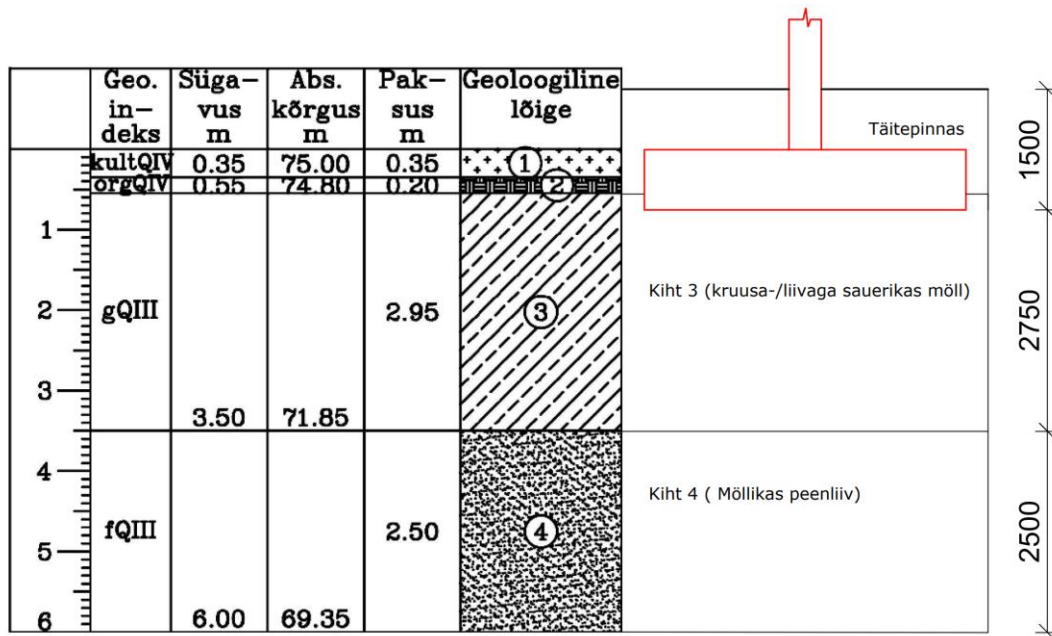 Geo.
in-
deks
Süga-
vus
m
Abs.
kõrgus
m
Pak-
sus
m
Geoloogiline
lõige
kultQIV 0.35 75.00 0.35 1
orgQIV 0.55 74.80 0.20 2
1
2
3
gQIII 2.95 3
3.50 71.85
4
5
6
fQIII 2.50 4
6.00 69.35
Täitepinnas
Kiht 3 (kruusa-/liivaga sauerikas möll)
Kiht 4 ( Möllikas peenliiv)
1500
2750
2500